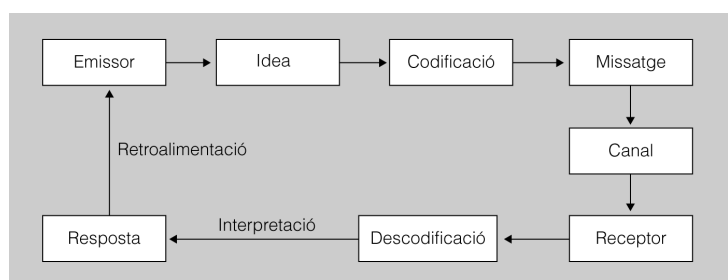 Emissor
Idea
Codificació
Missatge
Retroalimentació
Canal
Interpretació
Resposta
Descodificació
Receptor